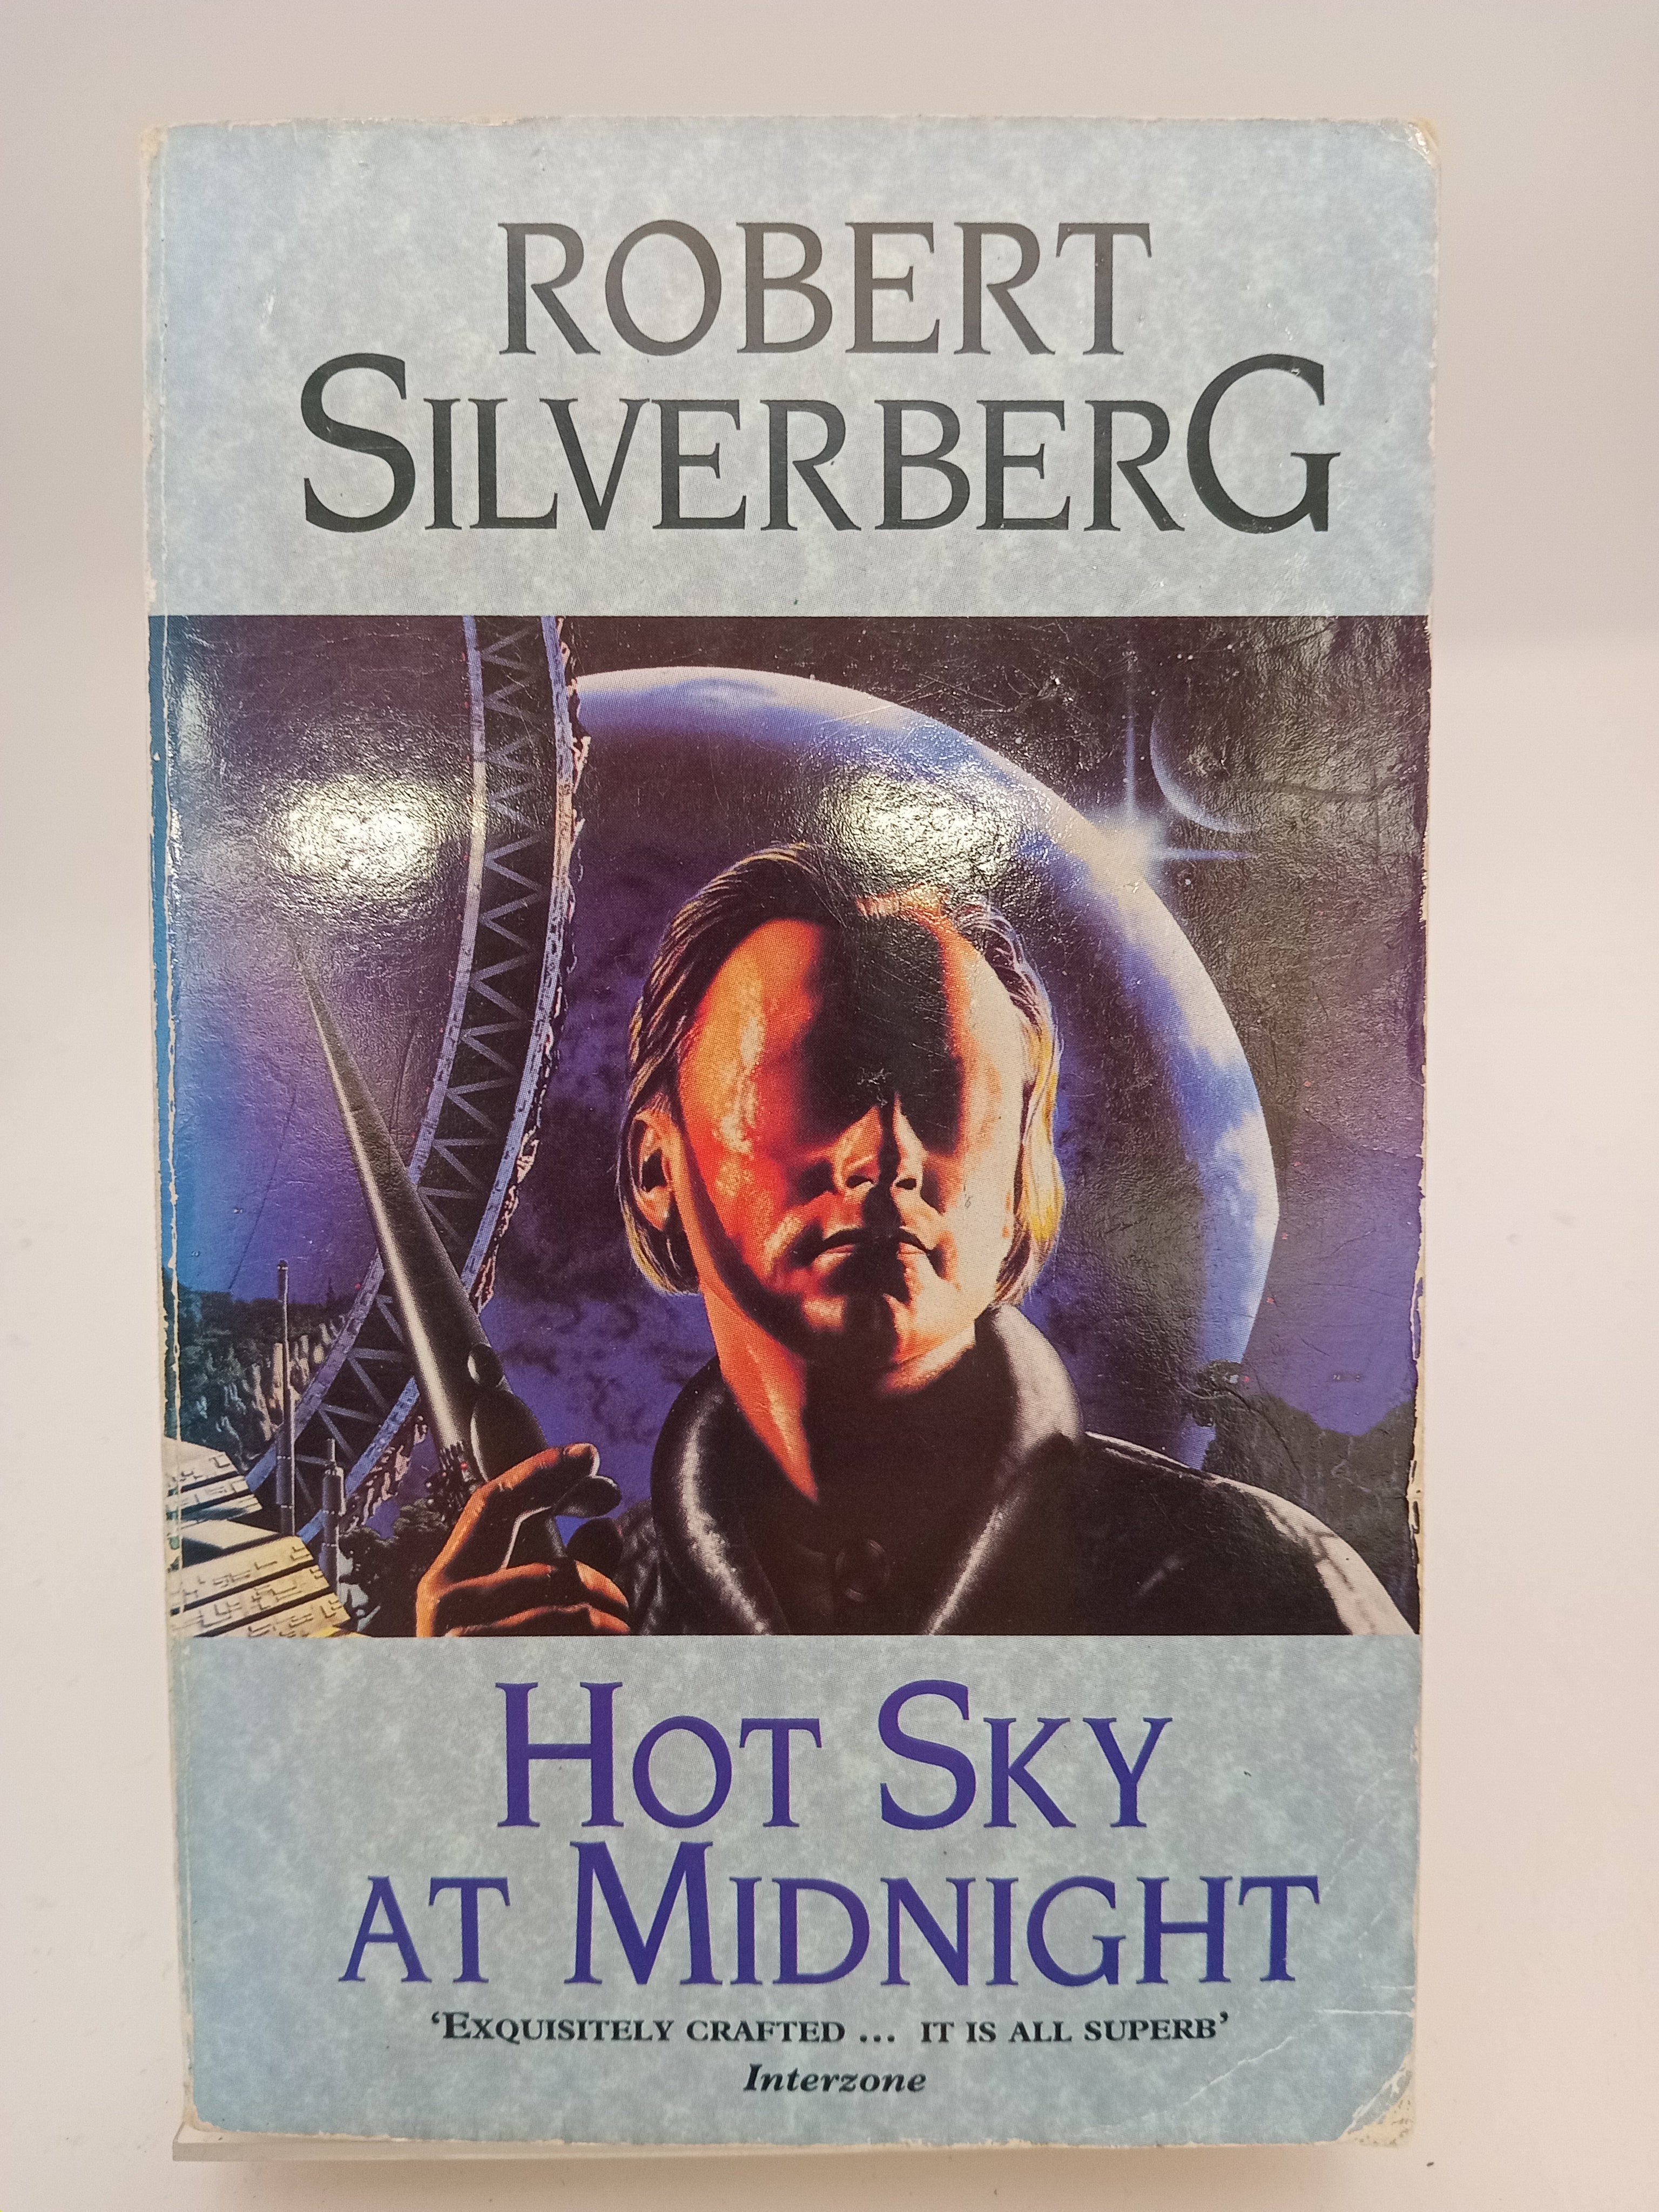 ROBERT
SILVERBERG
HOT SKY
AT MIDNIGHT
‘EXQUISITELY CRAFTED ... IT IS ALL SUPERB’
Interzone